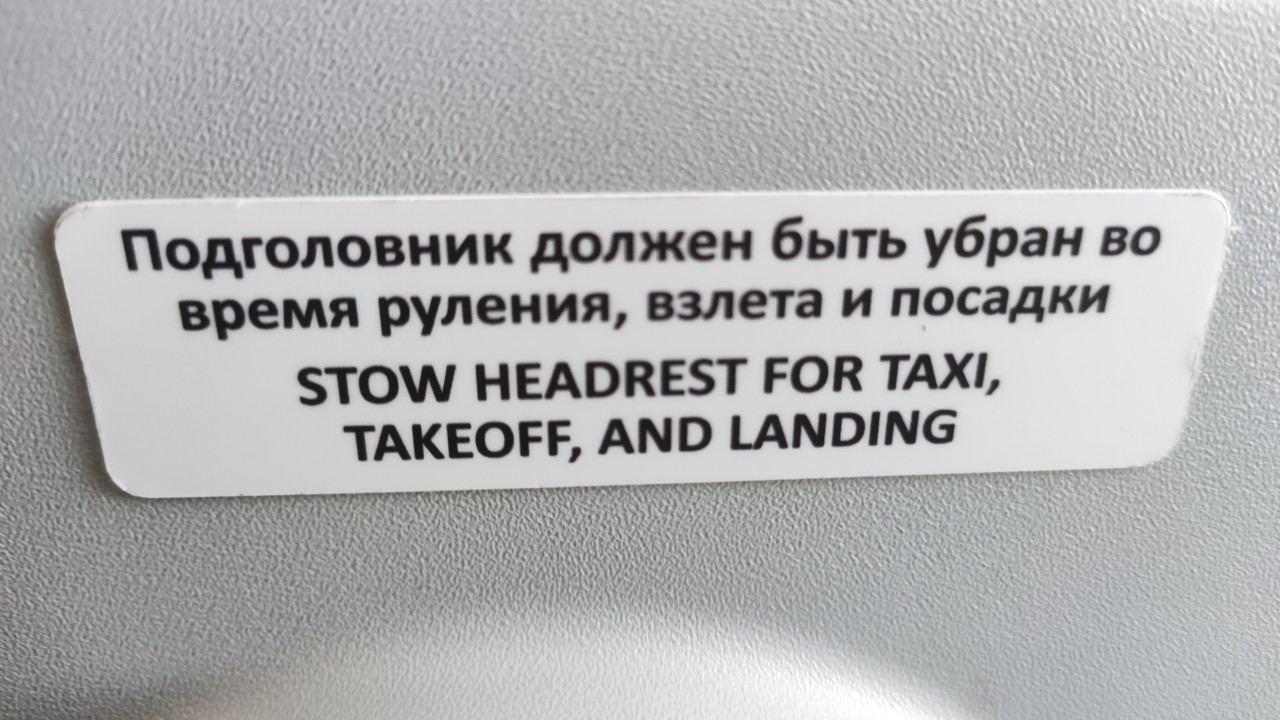 Подголовник должен быть убран во
время руления, взлета и посадки
STOW HEADREST FOR TAXI,
TAKEOFF, AND LANDING